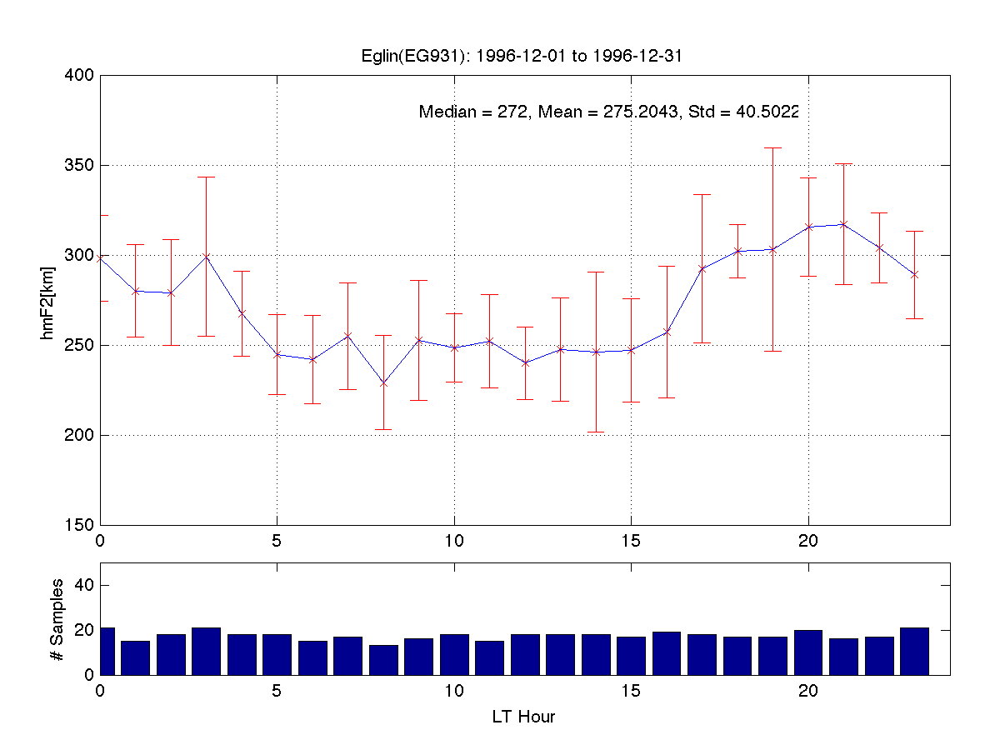 Eglin(EG931): 1996-12-01 to 1996-12-31
Median = 272, Mean = 275.2043, Std = 40.5022
400
350
300
250
200
150
hmF2[km]
0 5 10 15 20
40
20
0
# Samples
0 5 10 15 20
LT Hour